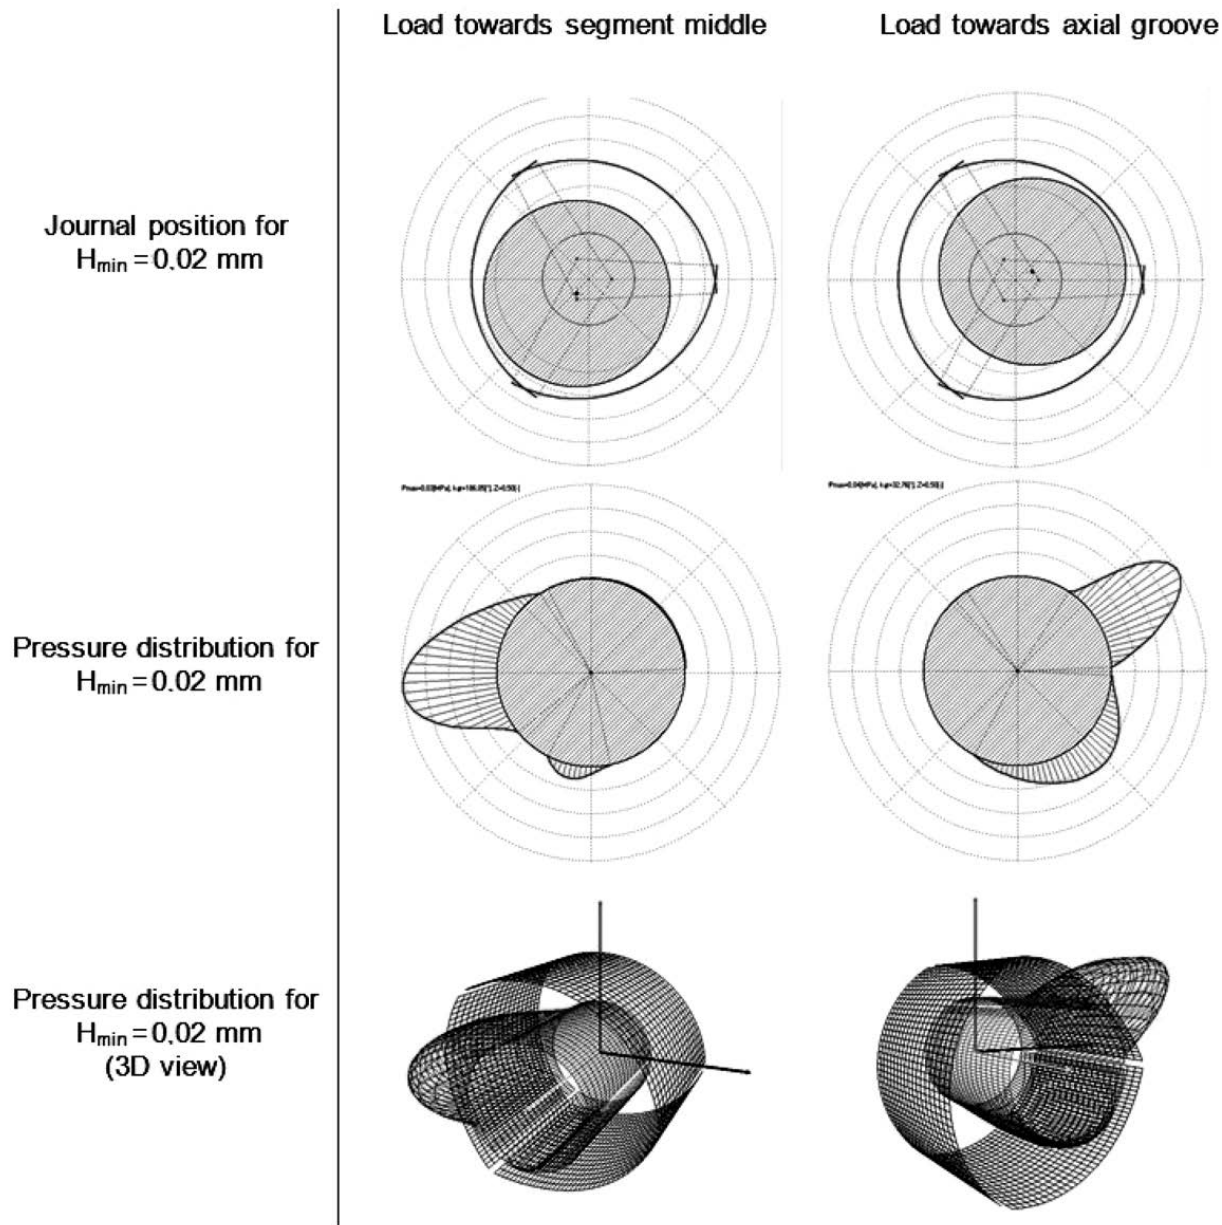 Load towards segment middle
Load towards axial groove
Journal position for
Hmin = 0.02 mm
Pressure distribution for
Hmin = 0.02 mm
Pressure distribution for
Hmin = 0.02 mm
(3D view)